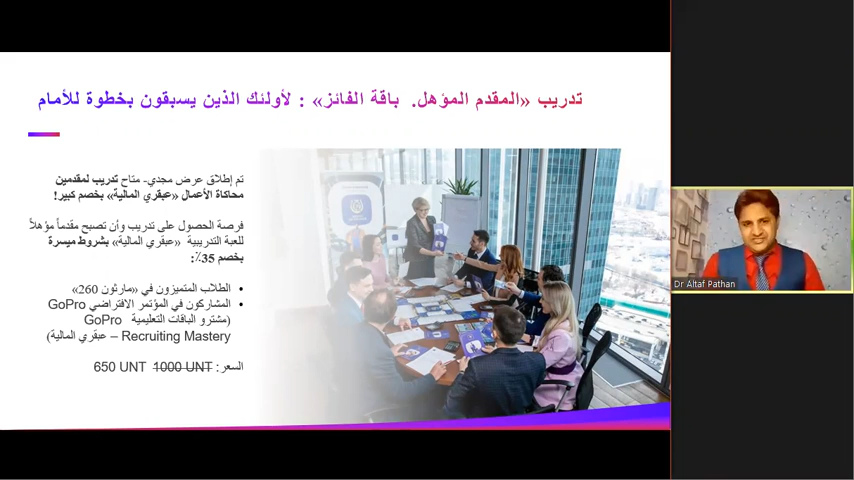 تدريب «المقدم المؤهل. باقة الفائز» : لأولئك الذين يسبقون بخطوة للأمام
تم إطلاق عرض مجدي- متاح تدريب لمقدمين
محاكاة الأعمال «عبقري المالية» بخصم كبير!
فرصة الحصول على تدريب وأن تصبح مقدماً مؤهلاً
للعبة التدريبية «عبقري المالية» بشروط ميسرة
بخصم 35٪:
• الطلاب المتميزون في «مارثون 260»
• المشاركون في المؤتمر الافتراضي GoPro
(مشترو الباقات التعليمية GoPro
Recruiting Mastery – عبقري المالية)
السعر: 1000 UNT 650 UNT
Dr Altaf Pathan